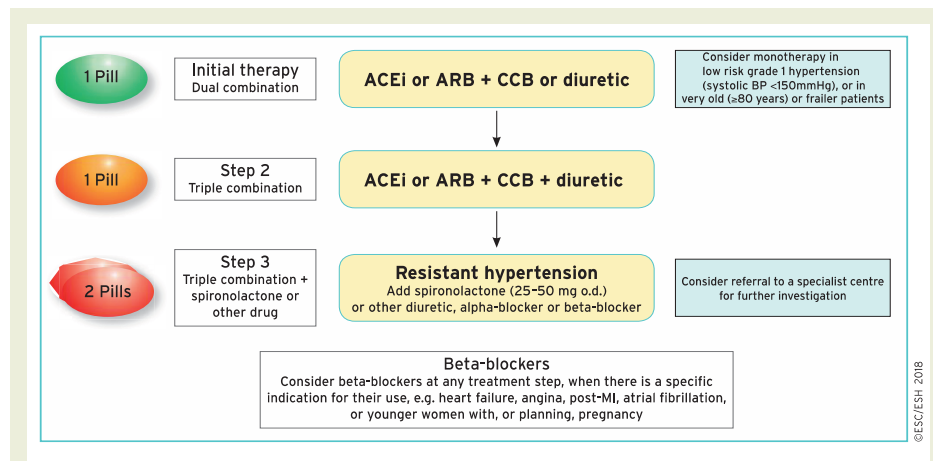 1 Pill
Initial therapy
Dual combination
ACEi or ARB + CCB or diuretic
Consider monotherapy in
low risk grade 1 hypertension
(systolic BP <150mmHg), or in
very old (≥80 years) or frailer patients
1 Pill
Step 2
Triple combination
ACEi or ARB + CCB + diuretic
2 Pills
Step 3
Triple combination +
spironolactone or
other drug
Resistant hypertension
Add spironolactone (25–50 mg o.d.)
or other diuretic, alpha-blocker or beta-blocker
Consider referral to a specialist centre
for further investigation
Beta-blockers
Consider beta-blockers at any treatment step, when there is a specific
indication for their use, e.g. heart failure, angina, post-MI, atrial fibrillation,
or younger women with, or planning, pregnancy
©ESC/ESH 2018